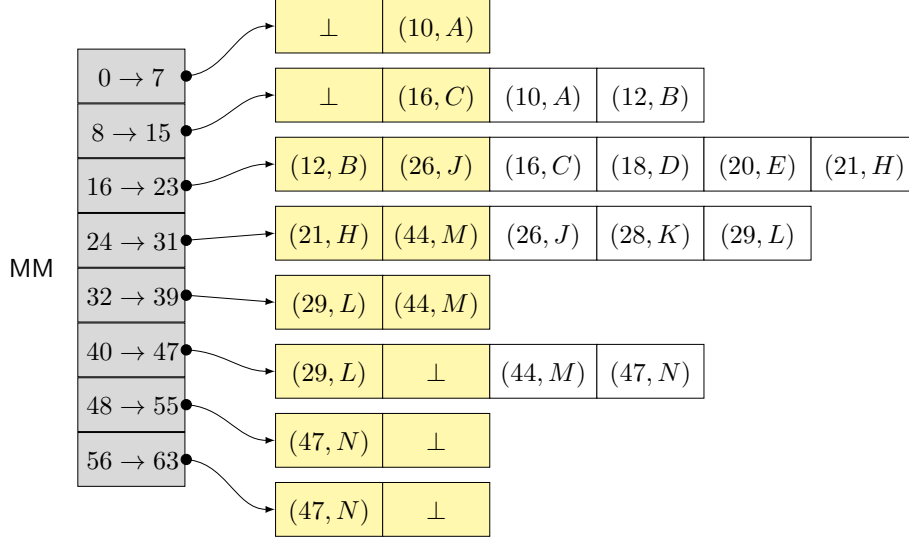 ⊥ (10, A)
0 → 7
⊥ (16, C) (10, A) (12, B)
8 → 15
(12, B) (26, J) (16, C) (18, D) (20, E) (21, H)
16 → 23
(21, H) (44, M) (26, J) (28, K) (29, L)
24 → 31
MM
32 → 39
(29, L) (44, M)
40 → 47
(29, L) ⊥ (44, M) (47, N)
48 → 55
(47, N) ⊥
56 → 63
(47, N) ⊥